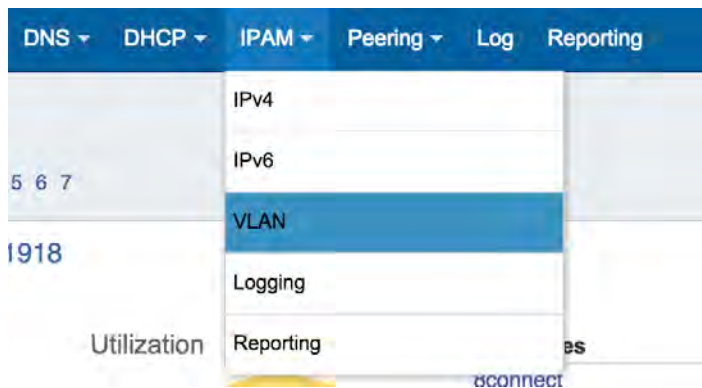 DNS DHCP IPAM Peering Log Reporting
IPv4
IPv6
5 6 7
VLAN
1918
Logging
Utilization Reporting es
8connect